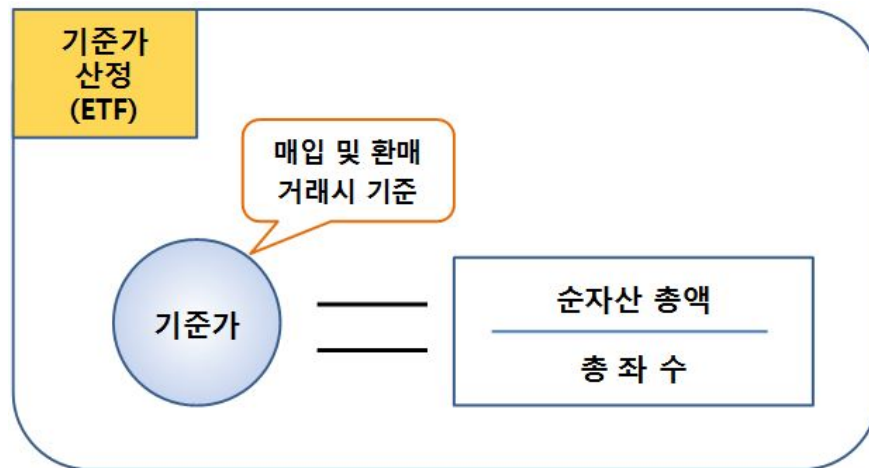 기준가
산정
(ETF)
매입 및 환매
거래시 기준
기준가
순자산 총액
총 좌 수